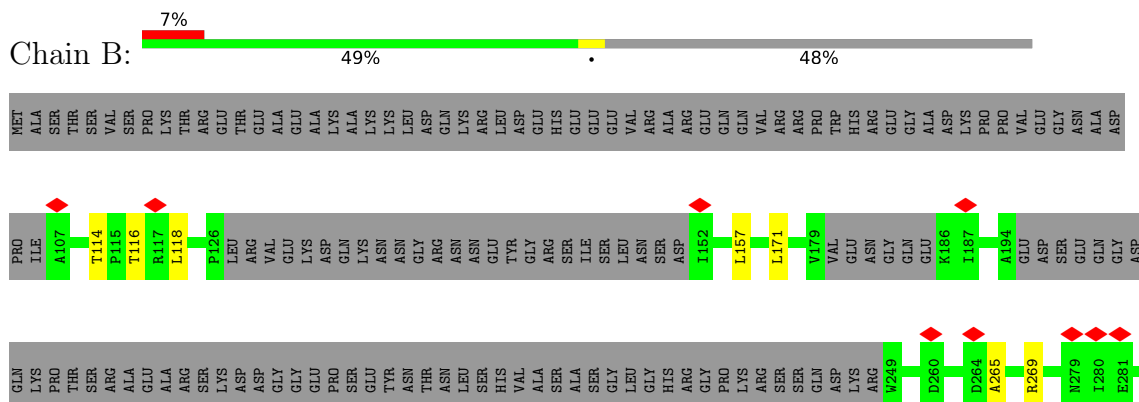 7%
Chain B:
49% • 48%
MET ALA SER THR SER VAL SER PRO LYS THR ARG GLU THR GLU ALA GLU ALA LYS ALA LYS LYS LEU ASP GLN LYS ARG LEU ASP GLU HIS GLU GLU GLU VAL ARG ALA ARG GLU GLN GLN VAL ARG ARG PRO TRP HIS ARG GLU GLY ALA ASP LYS PRO PRO VAL GLU GLY ASN ALA ASP
PRO ILE A107 T114 P115 T116 R117 L118 P126 LEU ARG VAL GLU LYS ASP GLN LYS ASN ASN GLY ARG ASN ASN GLU TYR GLY ARG SER ILE SER LEU ASN SER ASP I152 L157 L171 V179 VAL GLU ASN GLY GLN GLU K186 I187 A194 GLU ASP SER GLU GLN GLY ASP
GLN LYS PRO THR SER ARG ALA GLU ALA ARG SER LYS ASP ASP GLY GLY GLU PRO SER GLU TYR ASN THR ASN LEU SER HIS VAL ALA SER ALA SER GLY LEU GLY HIS ARG GLY PRO LYS ARG SER SER GLN ASP LYS ARG W249 D260 D264 A265 R269 N279 I280 E281